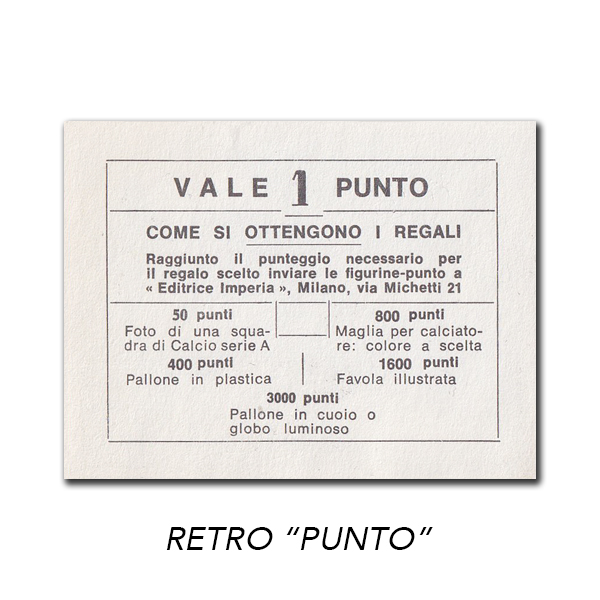 VALE 1 PUNTO
COME SI OTTENGONO I REGALI
Raggiunto il punteggio necessario per
il regalo scelto inviare le figurine-punto a
« Editrice Imperia », Milano, via Michetti 21
50 punti
Foto di una squa-
dra di Calcio serie A
800 punti
Maglia per calciato-
re: colore a scelta
400 punti
Pallone in plastica
1600 punti
Favola illustrata
3000 punti
Pallone in cuoio o
globo luminoso
RETRO “PUNTO”